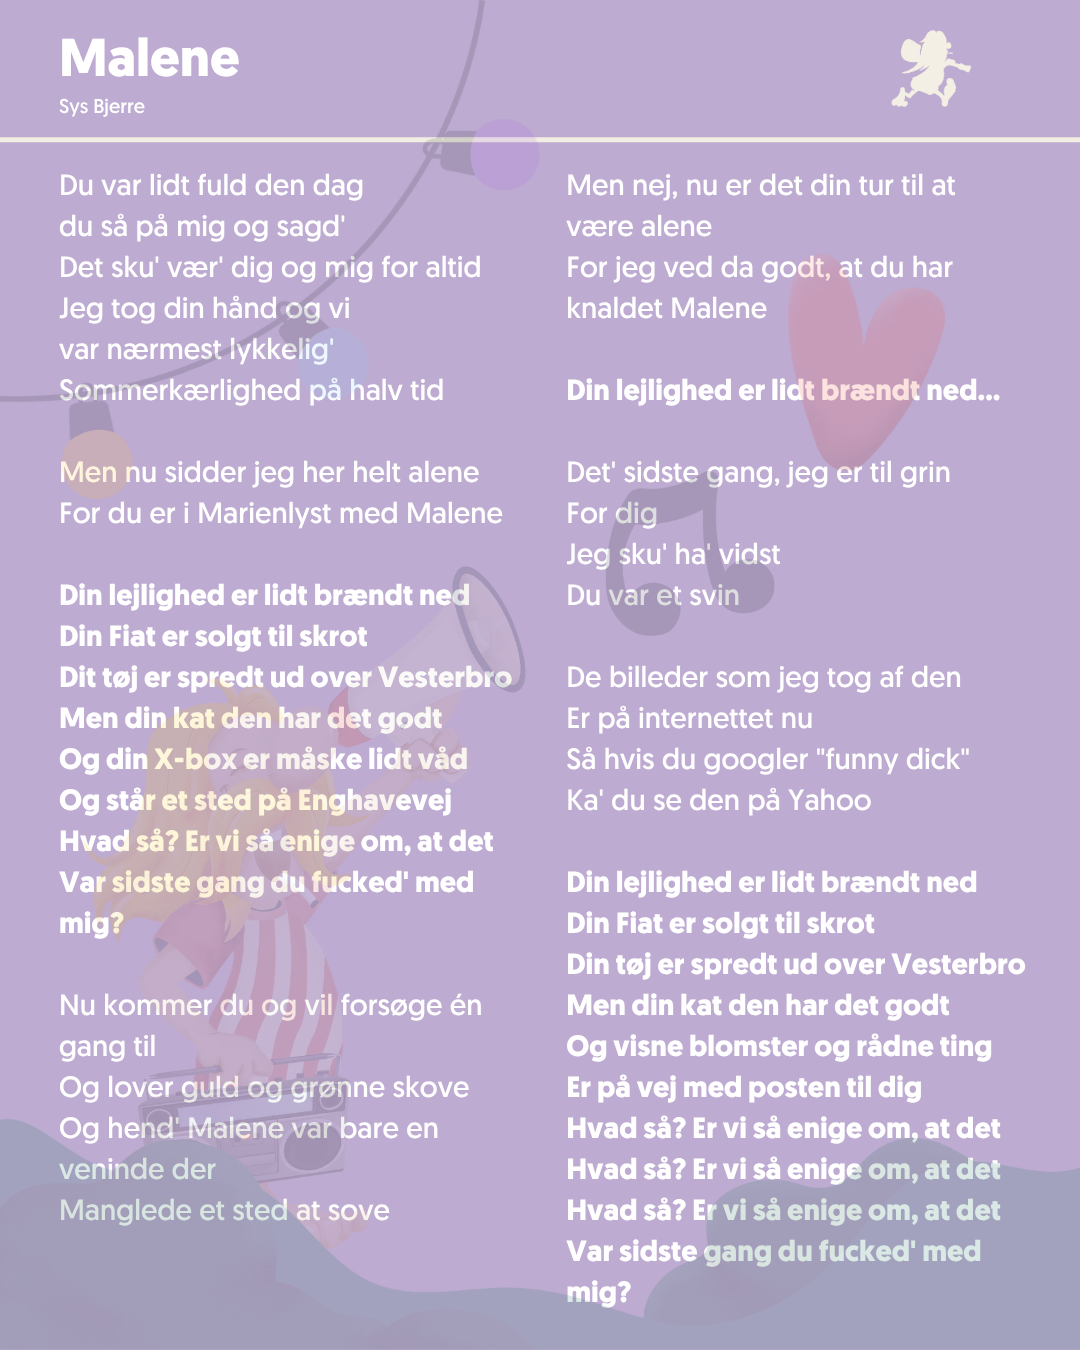 Malene
Sys Bjerre
Du var lidt fuld den dag
du så på mig og sagd'
Det sku' vær' dig og mig for altid
Jeg tog din hånd og vi
var nærmest lykkelig'
Sommerkærlighed på halv tid
Men nu sidder jeg her helt alene
For du er i Marienlyst med Malene
Din lejlighed er lidt brændt ned
Din Fiat er solgt til skrot
Dit tøj er spredt ud over Vesterbro
Men din kat den har det godt
Og din X-box er måske lidt våd
Og står et sted på Enghavevej
Hvad så? Er vi så enige om, at det
Var sidste gang du fucked' med
mig?
Nu kommer du og vil forsøge én
gang til
Og lover guld og grønne skove
Og hend' Malene var bare en
veninde der
Manglede et sted at sove
Men nej, nu er det din tur til at
være alene
For jeg ved da godt, at du har
knaldet Malene
Din lejlighed er lidt brændt ned...
Det' sidste gang, jeg er til grin
For dig
Jeg sku' ha' vidst
Du var et svin
De billeder som jeg tog af den
Er på internettet nu
Så hvis du googler "funny dick"
Ka' du se den på Yahoo
Din lejlighed er lidt brændt ned
Din Fiat er solgt til skrot
Din tøj er spredt ud over Vesterbro
Men din kat den har det godt
Og visne blomster og rådne ting
Er på vej med posten til dig
Hvad så? Er vi så enige om, at det
Hvad så? Er vi så enige om, at det
Hvad så? Er vi så enige om, at det
Var sidste gang du fucked' med
mig?